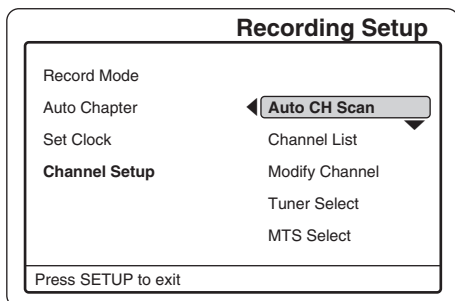 Recording Setup
Record Mode
Auto Chapter
Set Clock
Channel Setup
Auto CH Scan
Channel List
Modify Channel
Tuner Select
MTS Select
Press SETUP to exit